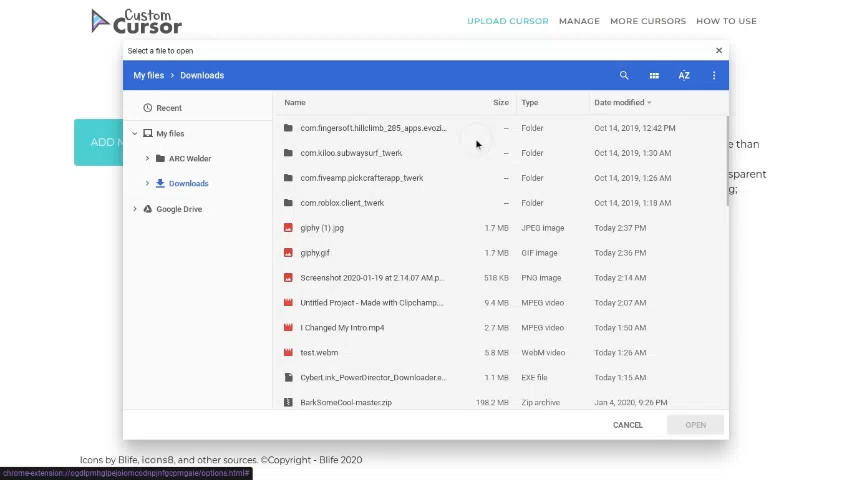 Custom
Cursor
UPLOAD CURSOR
MANAGE
MORE CURSORS
HOW TO USE
Select a file to open
My files
Downloads
AZ
Recent
My files
ARC Welder
Downloads
Google Drive
Name Size Type Date modified
com.fingersoft.hillclimb_285_apps.evozi... -- Folder Oct 14, 2019, 12:42 PM
com.kiloo.subwaysurf_twerk -- Folder Oct 14, 2019, 1:30 AM
com.fiveamp.pickcrafterapp_twerk -- Folder Oct 14, 2019, 1:26 AM
com.roblox.client_twerk -- Folder Oct 14, 2019, 1:18 AM
giphy (1).jpg 1.7 MB JPEG image Today 2:37 PM
giphy.gif 1.7 MB GIF image Today 2:36 PM
Screenshot 2020-01-19 at 2.14.07 AM.p... 518 KB PNG image Today 2:14 AM
Untitled Project - Made with Clipchamp.... 9.4 MB MPEG video Today 2:07 AM
I Changed My Intro.mp4 2.7 MB MPEG video Today 1:50 AM
test.webm 5.8 MB WebM video Today 1:26 AM
CyberLink_PowerDirector_Downloader.e... 1.1 MB EXE file Today 1:15 AM
BarkSomeCool-master.zip 198.2 MB Zip archive Jan 4, 2020, 9:26 PM
CANCEL
OPEN
ADD
e than
sparent
g;
Icons by Blife, icons8, and other sources. ©Copyright - Blife 2020